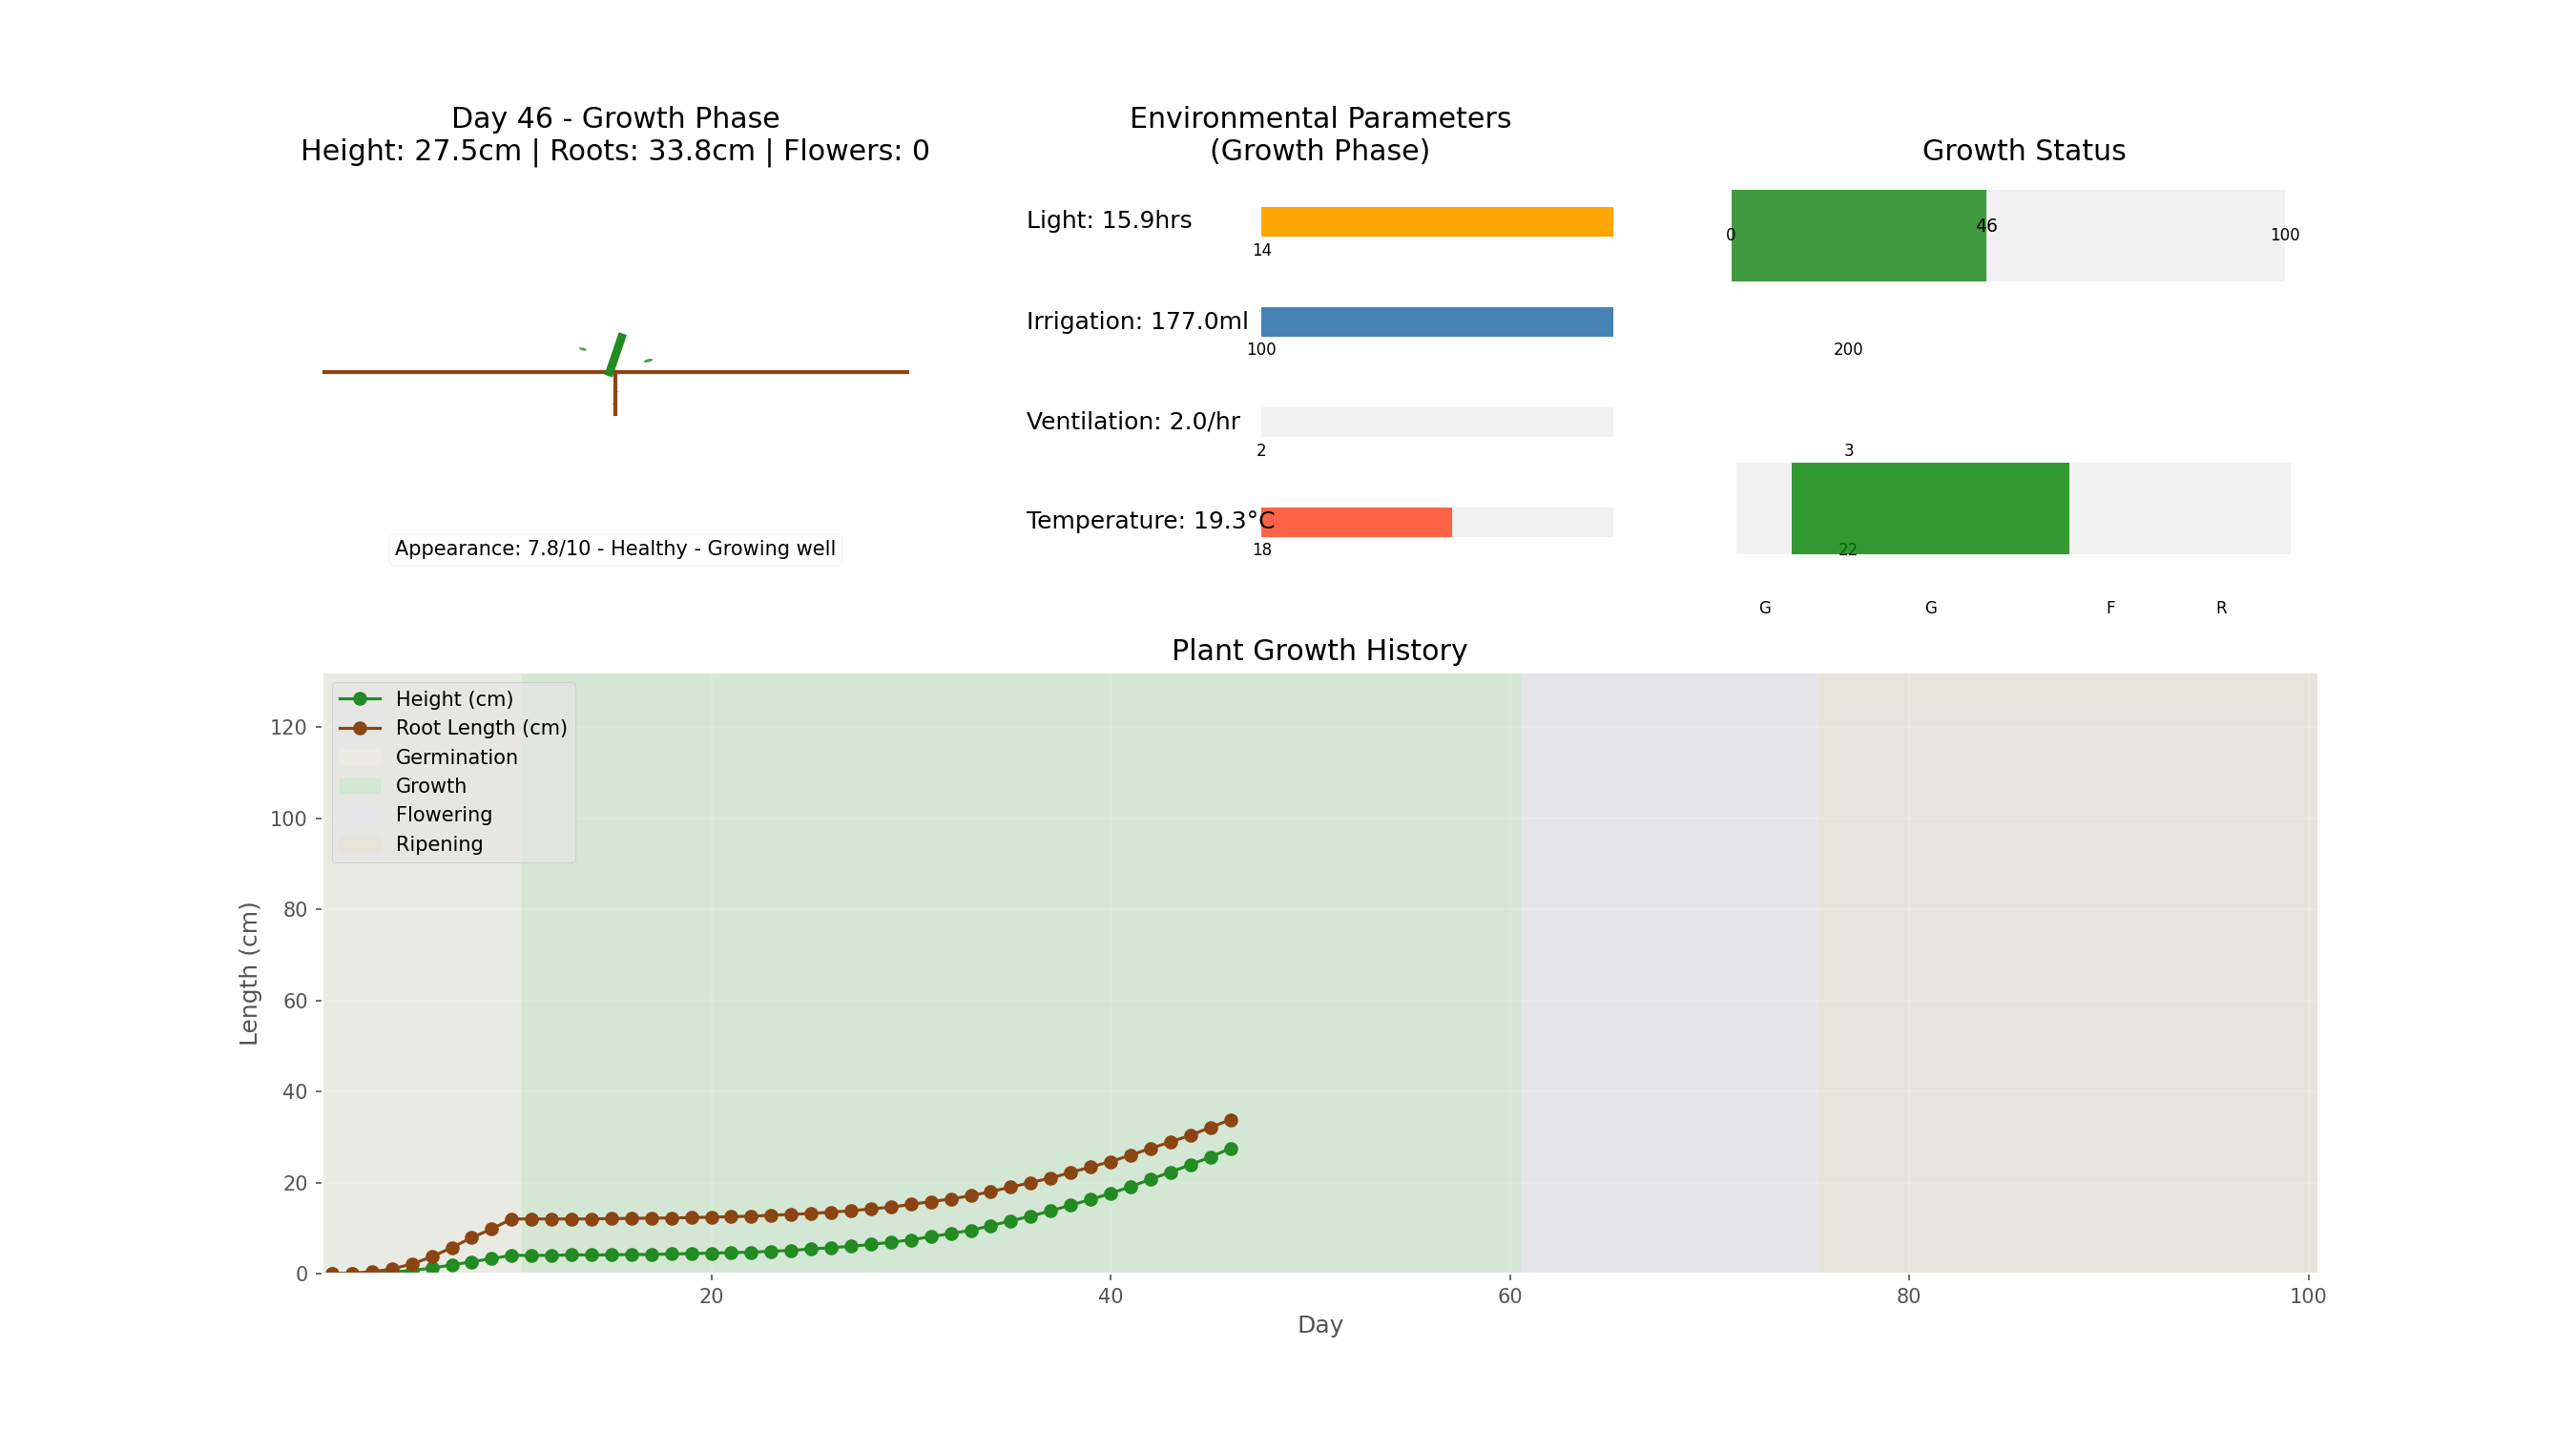 Day 46 - Growth Phase
Height: 27.5cm | Roots: 33.8cm | Flowers: 0
Appearance: 7.8/10 - Healthy - Growing well
Environmental Parameters
(Growth Phase)
Light: 15.9hrs
14
Irrigation: 177.0ml
100
200
Ventilation: 2.0/hr
2
3
Temperature: 19.3°C
18
22
Growth Status
0
46
100
G
G
F
R
Plant Growth History
Height (cm)
Root Length (cm)
Germination
Growth
Flowering
Ripening
Length (cm)
120
100
80
60
40
20
0
20
40
60
80
100
Day